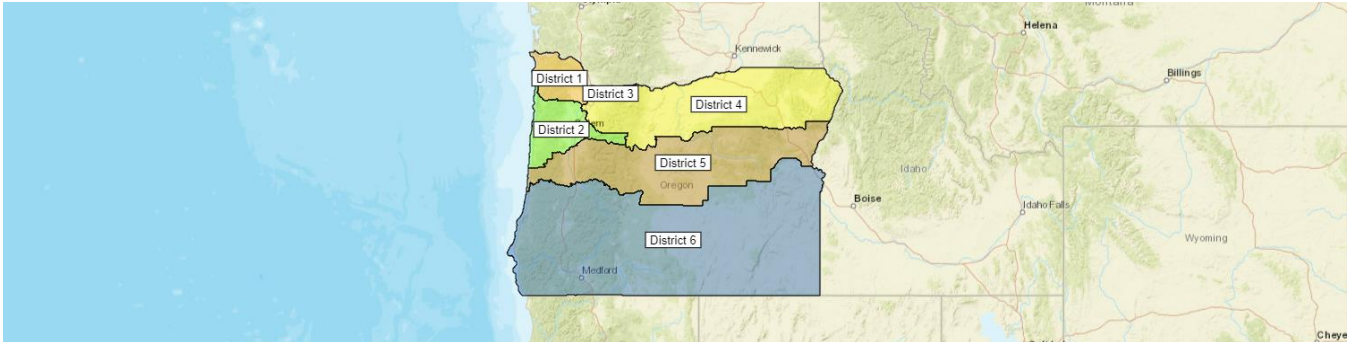 Montana
Helena
Kennewick
Billings
District 1
District 3
District 4
District 2
District 5
Idaho
Oregon
Boise
Idaho Falls
District 6
Wyoming
Medford